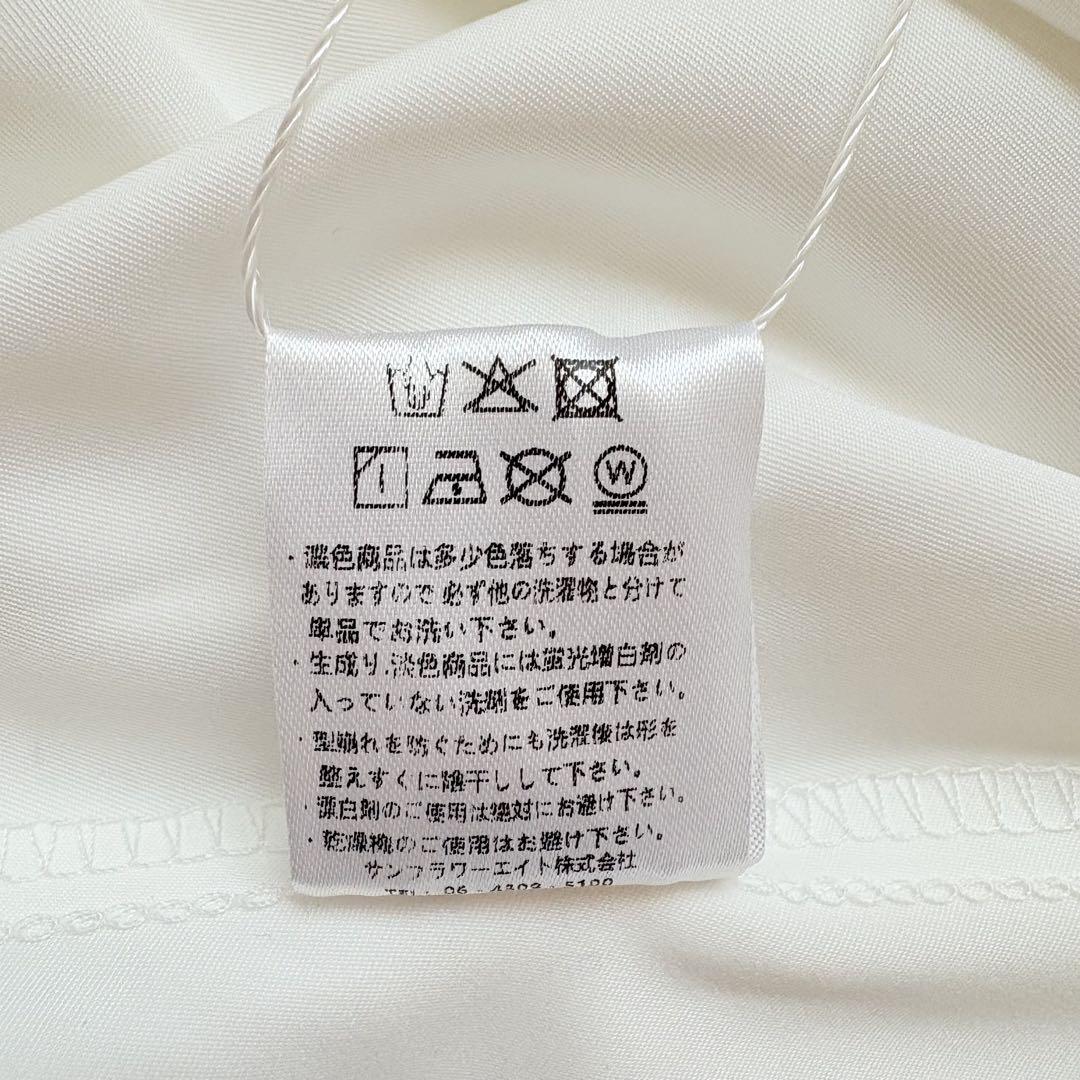 W
・濃色商品は多少色落ちする場合が
ありますので必ず他の洗濯物と分けて
単品でお洗い下さい。
・生成り、淡色商品には蛍光増白剤の
入っていない洗剤をご使用下さい。
・型崩れを防ぐためにも洗濯後は形を
整えすぐに陰干しして下さい。
・漂白剤のご使用は絶対にお避け下さい。
・乾燥機のご使用はお避け下さい。
サンフラワーエイト株式会社